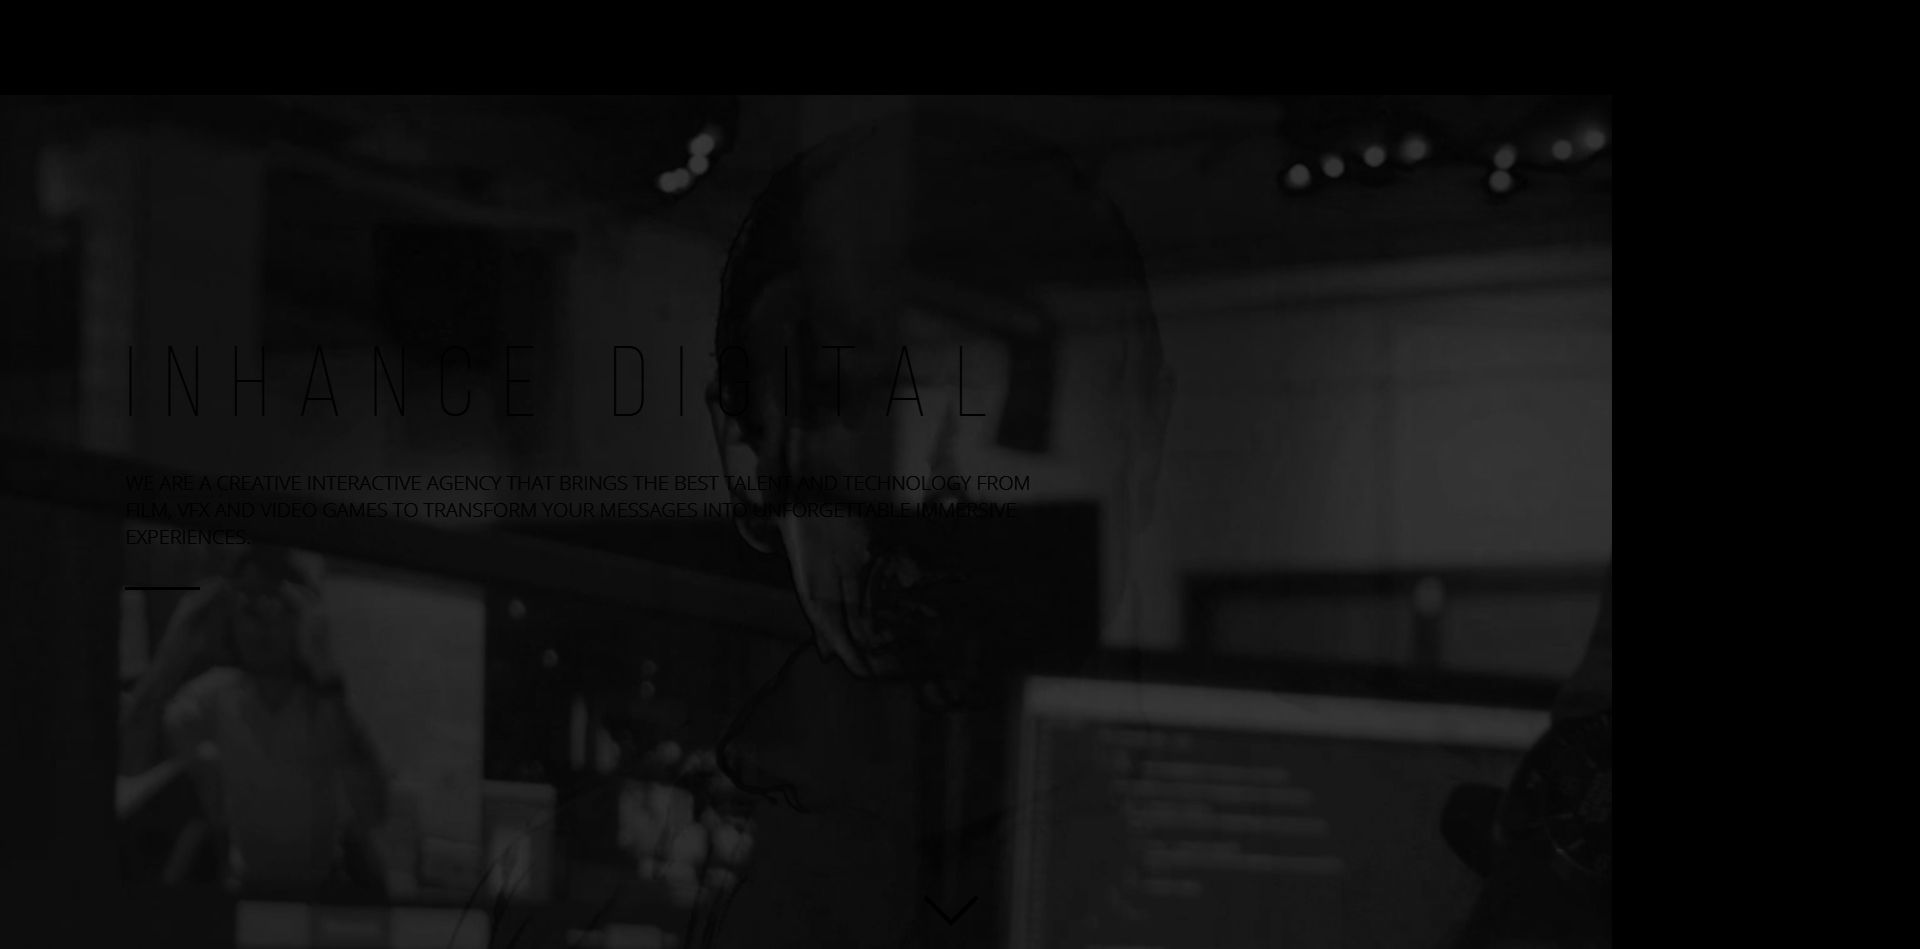 INHANCE DIGITAL
WE ARE A CREATIVE INTERACTIVE AGENCY THAT BRINGS THE BEST TALENT AND TECHNOLOGY FROM
FILM, VFX AND VIDEO GAMES TO TRANSFORM YOUR MESSAGES INTO UNFORGETTABLE IMMERSIVE
EXPERIENCES.